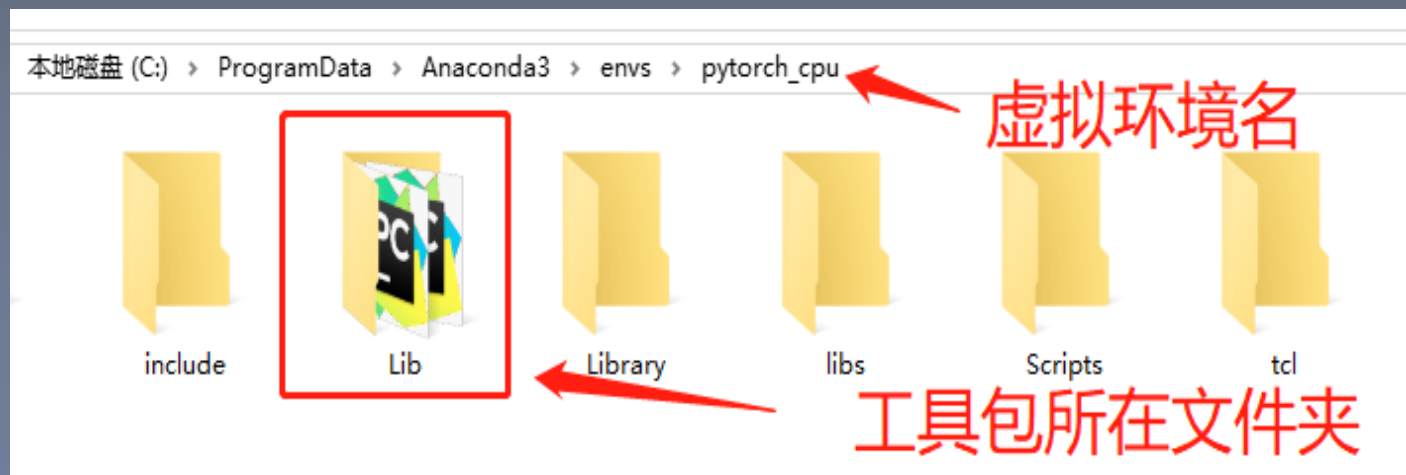 本地磁盘 (C:) › ProgramData › Anaconda3 › envs › pytorch_cpu
虚拟环境名
PC C
include Lib Library libs Scripts tcl
工具包所在文件夹